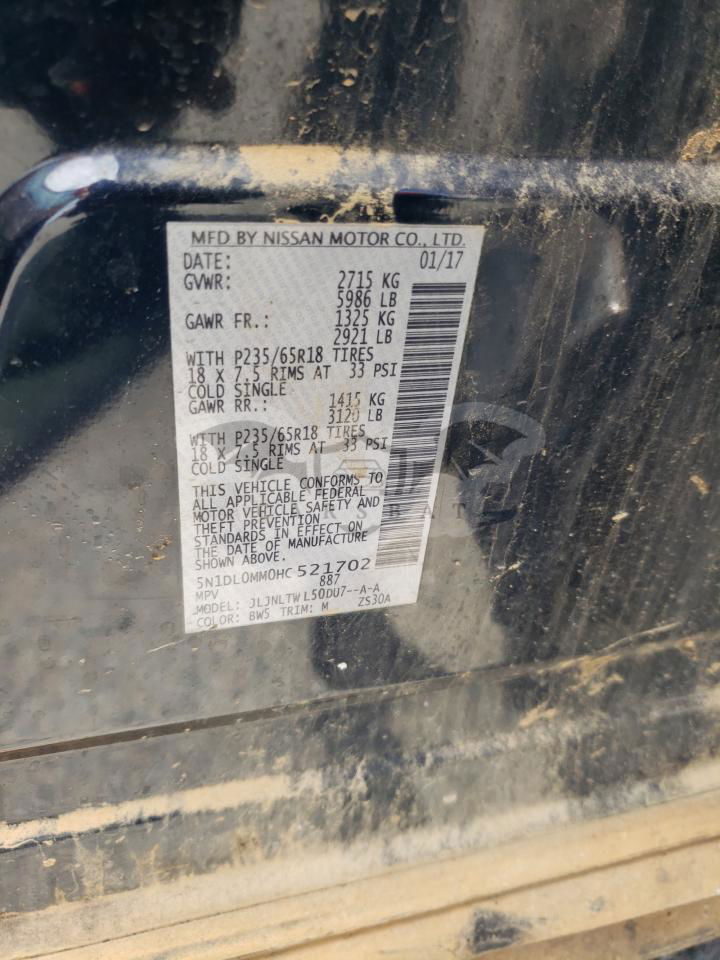 MFD BY NISSAN MOTOR CO., LTD.
DATE: 01/17
GVWR: 2715 KG
5986 LB
GAWR FR.: 1325 KG
2921 LB
WITH P235/65R18 TIRES
18 X 7.5 RIMS AT 33 PSI
COLD SINGLE
GAWR RR.: 1415 KG
3120 LB
WITH P235/65R18 TIRES
18 X 7.5 RIMS AT 33 PSI
COLD SINGLE
THIS VEHICLE CONFORMS TO
ALL APPLICABLE FEDERAL
MOTOR VEHICLE SAFETY AND
THEFT PREVENTION
STANDARDS IN EFFECT ON
THE DATE OF MANUFACTURE
SHOWN ABOVE.
5N1DL0MM0HC521702
MPV 887
MODEL: JLJNLTWL50DU7--A-A
COLOR: BW5 TRIM: M ZS30A